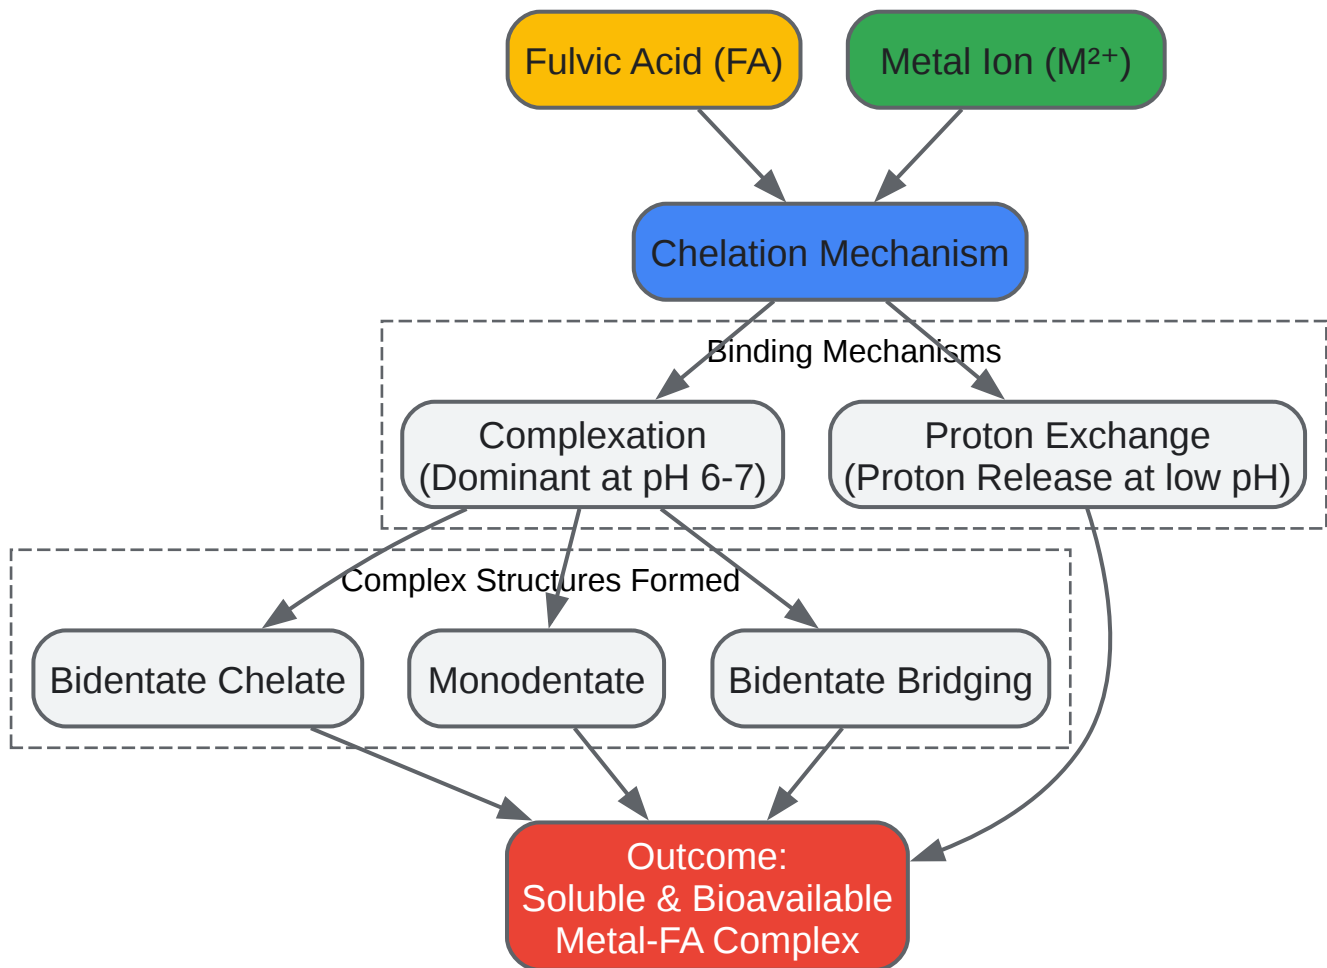 Fulvic Acid (FA)
Metal Ion (M²⁺)
Chelation Mechanism
Binding Mechanisms
Complexation
(Dominant at pH 6-7)
Proton Exchange
(Proton Release at low pH)
Complex Structures Formed
Bidentate Chelate
Monodentate
Bidentate Bridging
Outcome:
Soluble & Bioavailable
Metal-FA Complex